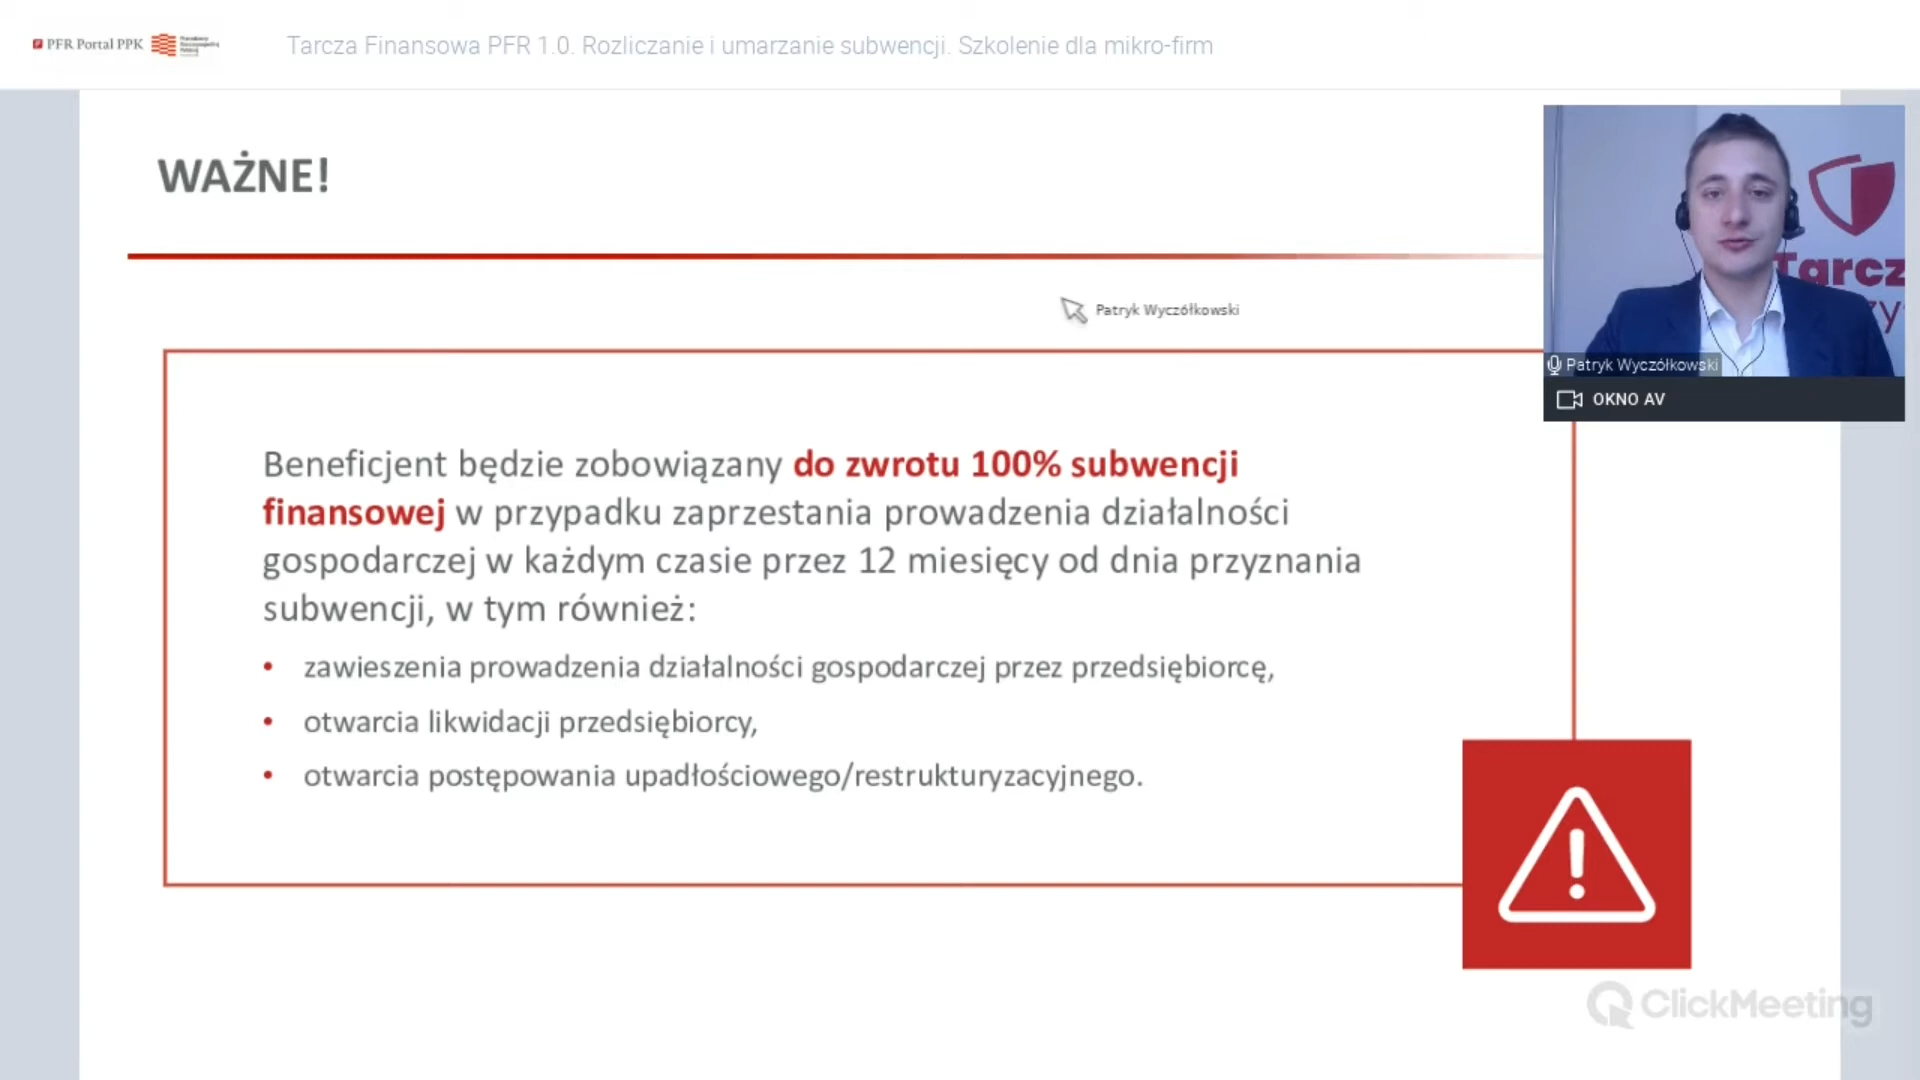 PFR Portal PPK
Tarcza Finansowa PFR 1.0. Rozliczanie i umarzanie subwencji. Szkolenie dla mikro-firm
WAŻNE!
Patryk Wyczółkowski
Tarcz
Patryk Wyczółkowski
OKNO AV
Beneficjent będzie zobowiązany do zwrotu 100% subwencji
finansowej w przypadku zaprzestania prowadzenia działalności
gospodarczej w każdym czasie przez 12 miesięcy od dnia przyznania
subwencji, w tym również:
• zawieszenia prowadzenia działalności gospodarczej przez przedsiębiorcę,
• otwarcia likwidacji przedsiębiorcy,
• otwarcia postępowania upadłościowego/restrukturyzacyjnego.
ClickMeeting